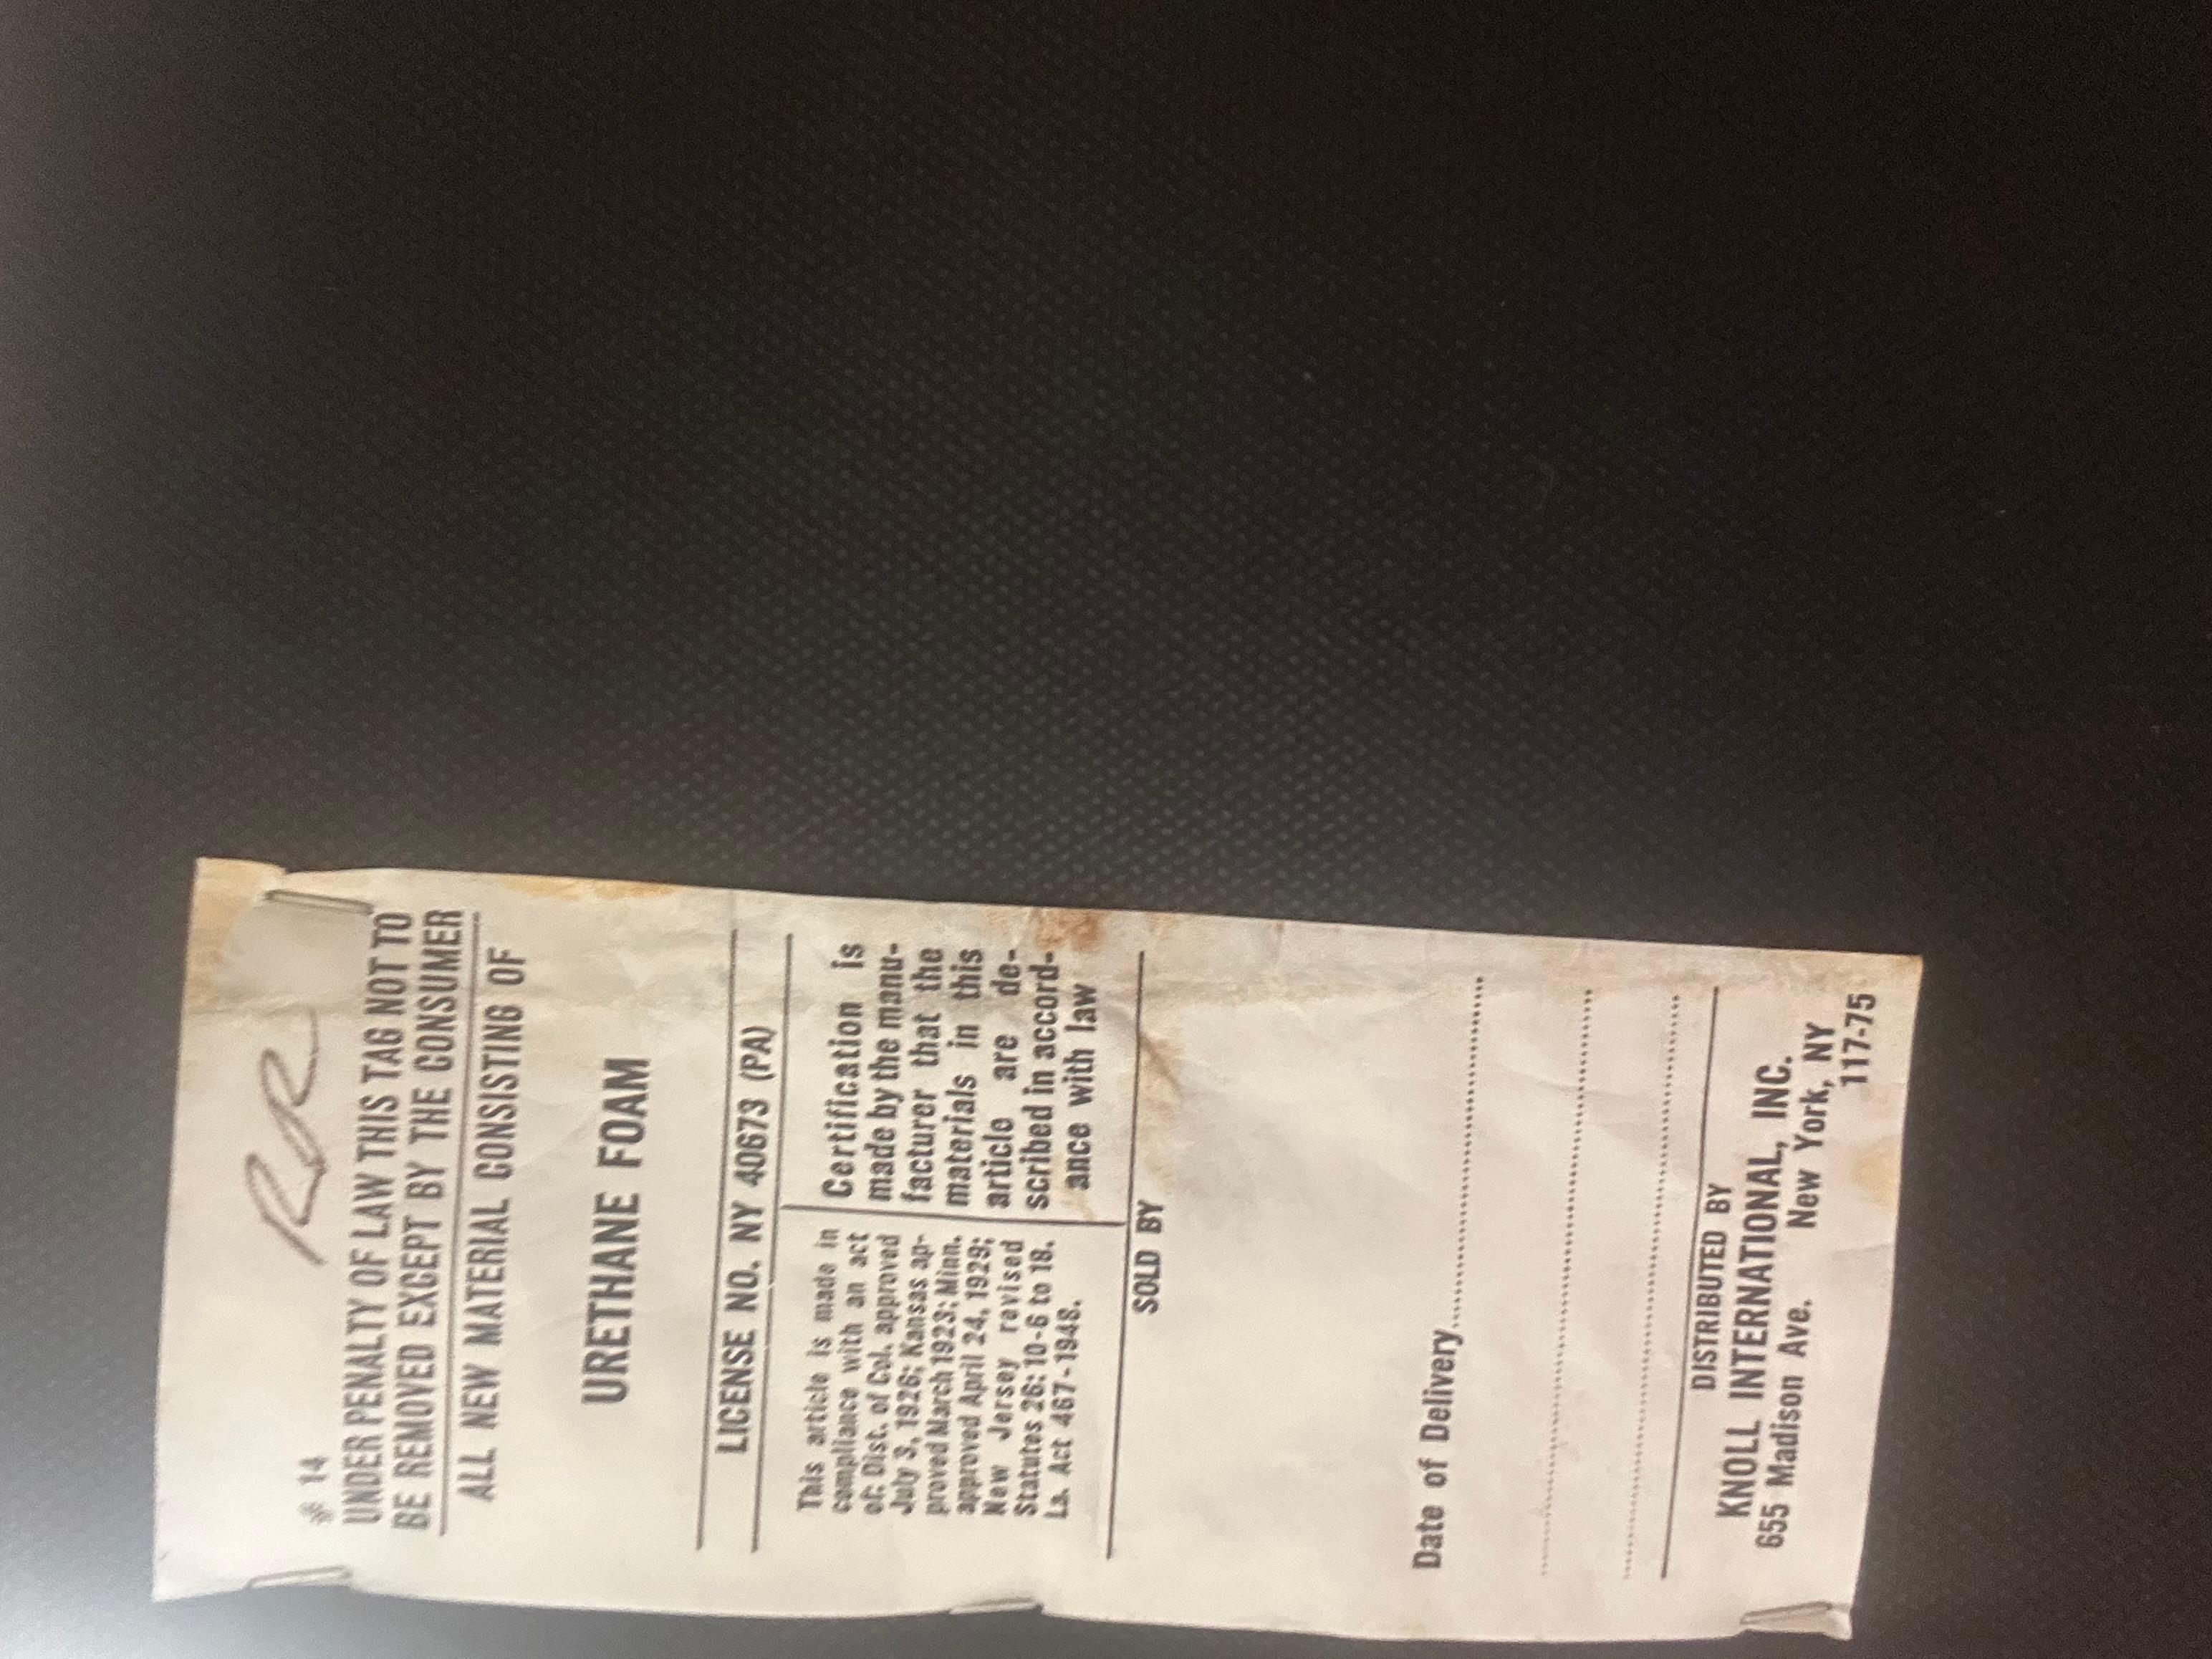 RR
# 14
UNDER PENALTY OF LAW THIS TAG NOT TO
BE REMOVED EXCEPT BY THE CONSUMER
ALL NEW MATERIAL CONSISTING OF
URETHANE FOAM
LICENSE NO. NY 40673 (PA)
This article is made in
compliance with an act
of: Dist. of Col. approved
July 3, 1926; Kansas ap-
proved March 1923; Minn.
approved April 24, 1929;
New Jersey revised
Statutes 26: 10-6 to 18.
La. Act 467-1948.
Certification is
made by the manu-
facturer that the
materials in this
article are de-
scribed in accord-
ance with law
SOLD BY
Date of Delivery
DISTRIBUTED BY
KNOLL INTERNATIONAL, INC.
655 Madison Ave. New York, NY
117-75